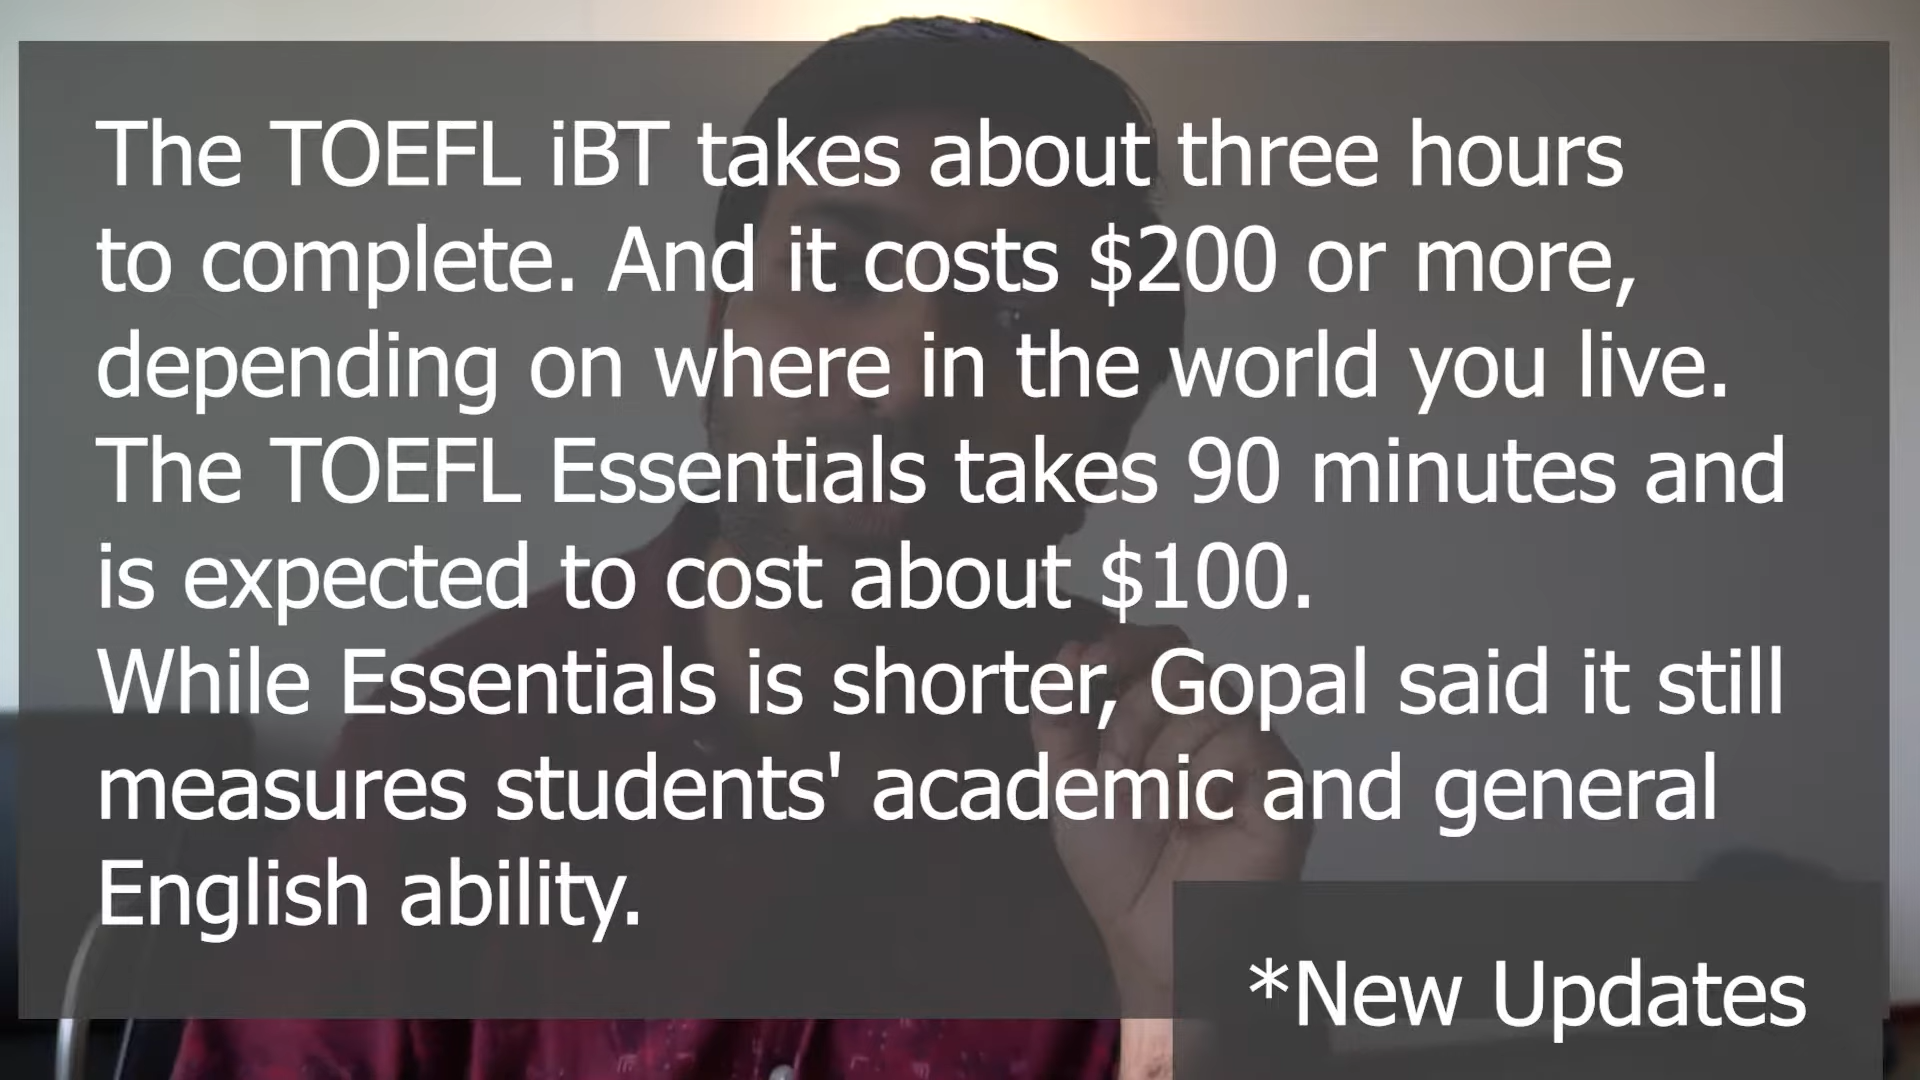 The TOEFL iBT takes about three hours
to complete. And it costs $200 or more,
depending on where in the world you live.
The TOEFL Essentials takes 90 minutes and
is expected to cost about $100.
While Essentials is shorter, Gopal said it still
measures students' academic and general
English ability.
*New Updates